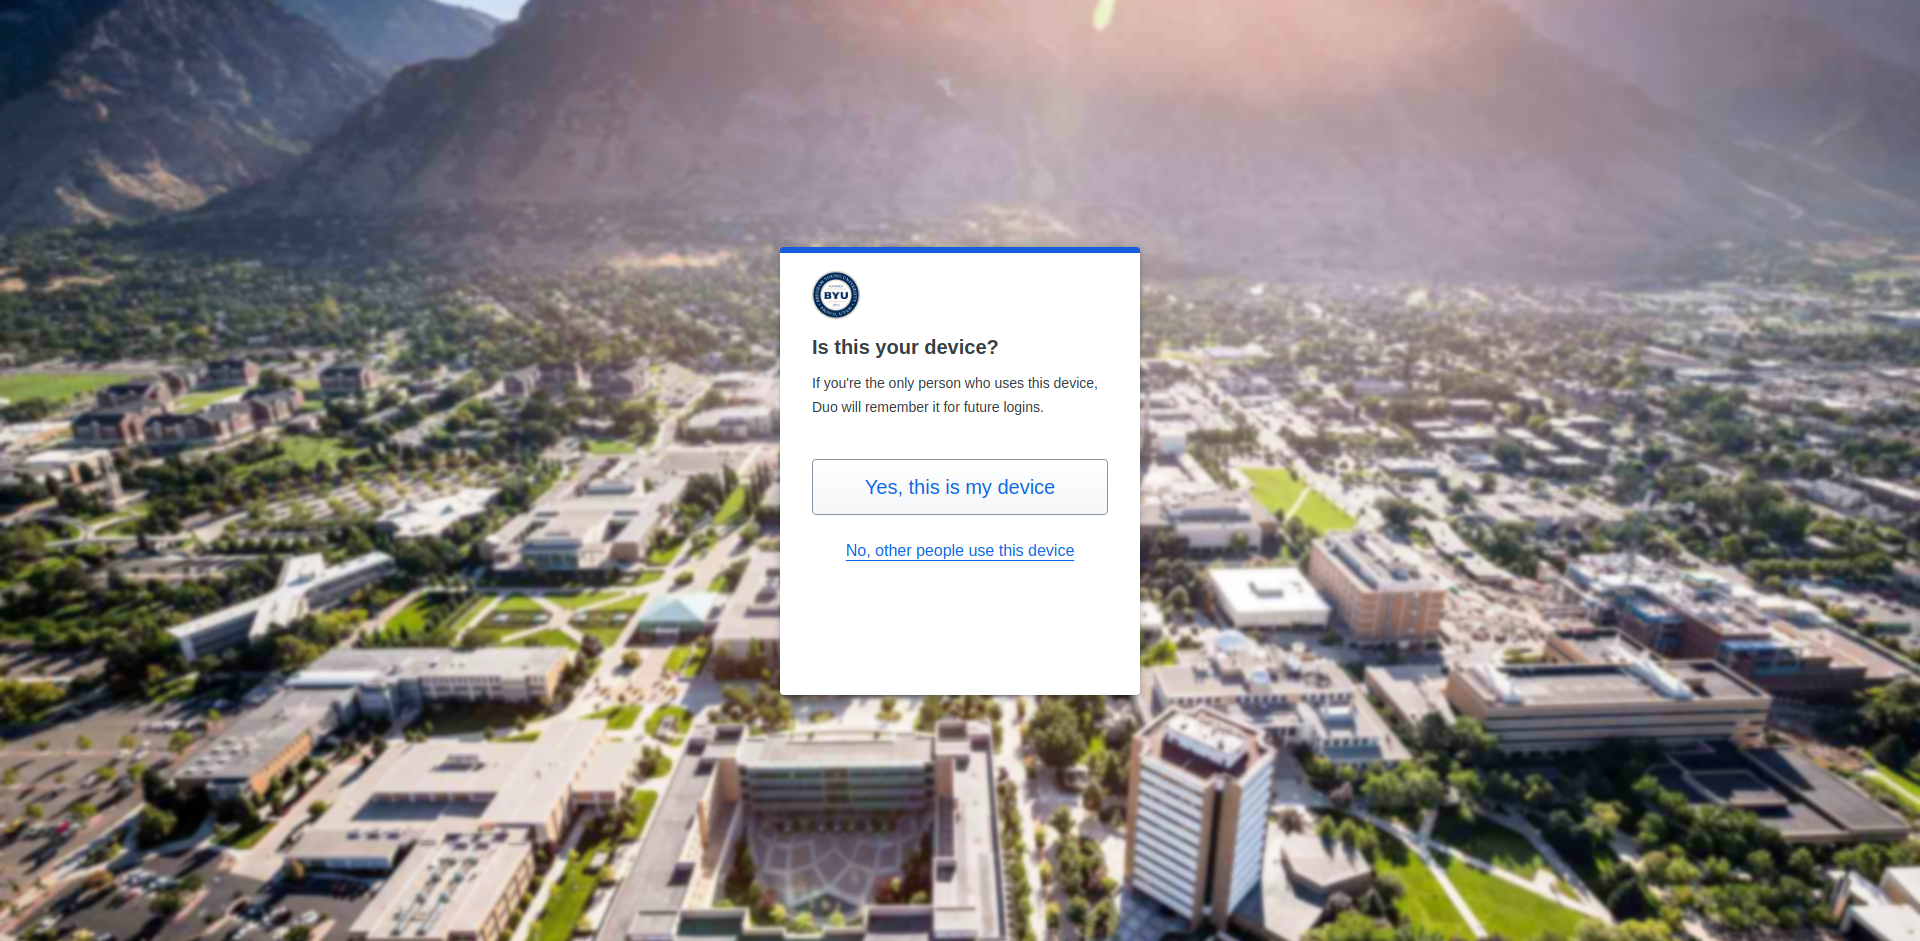 BYU
Is this your device?
If you're the only person who uses this device,
Duo will remember it for future logins.
Yes, this is my device
No, other people use this device